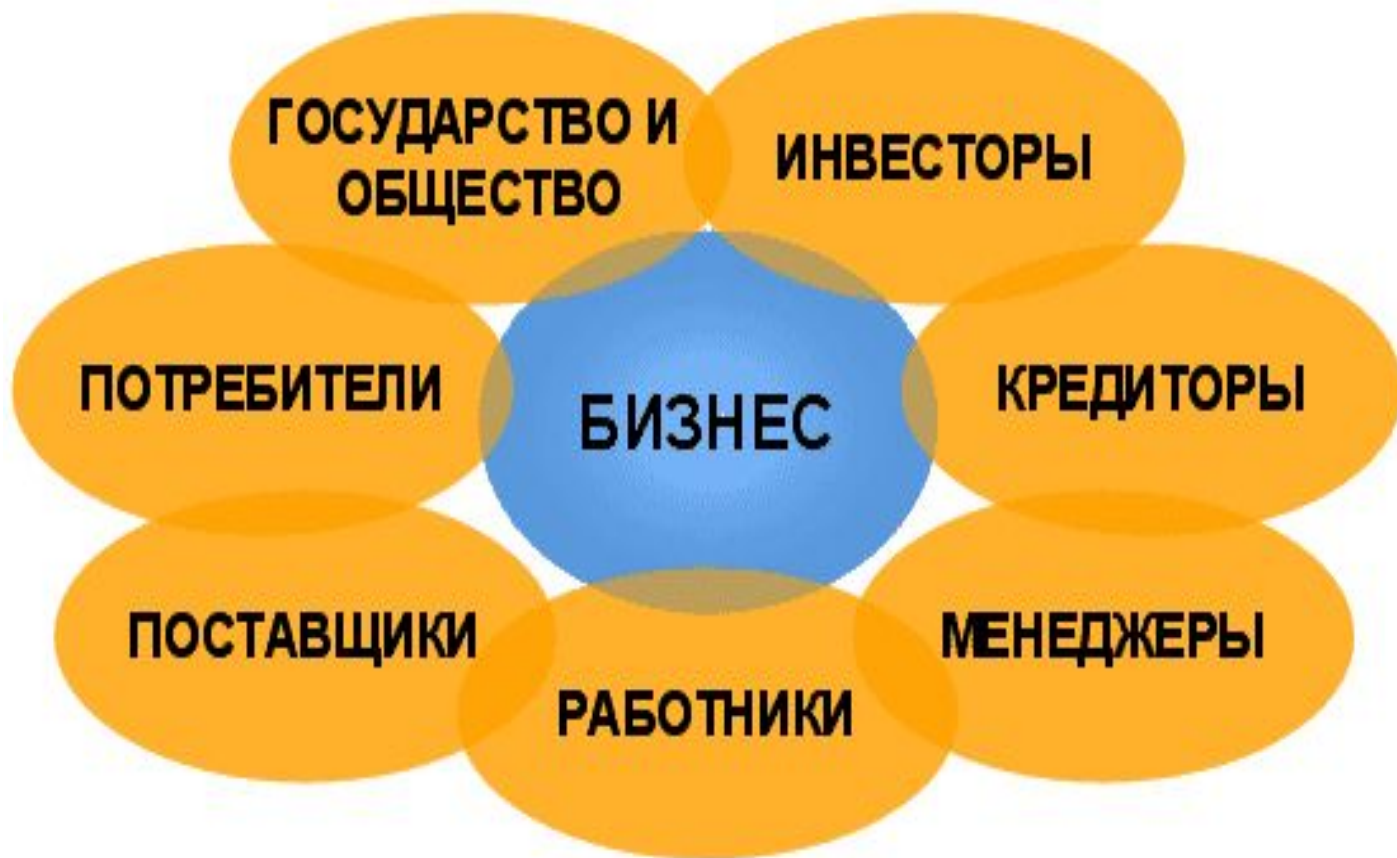 ГОСУДАРСТВО И
ОБЩЕСТВО
ИНВЕСТОРЫ
ПОТРЕБИТЕЛИ
БИЗНЕС
КРЕДИТОРЫ
ПОСТАВЩИКИ
РАБОТНИКИ
МЕНЕДЖЕРЫ